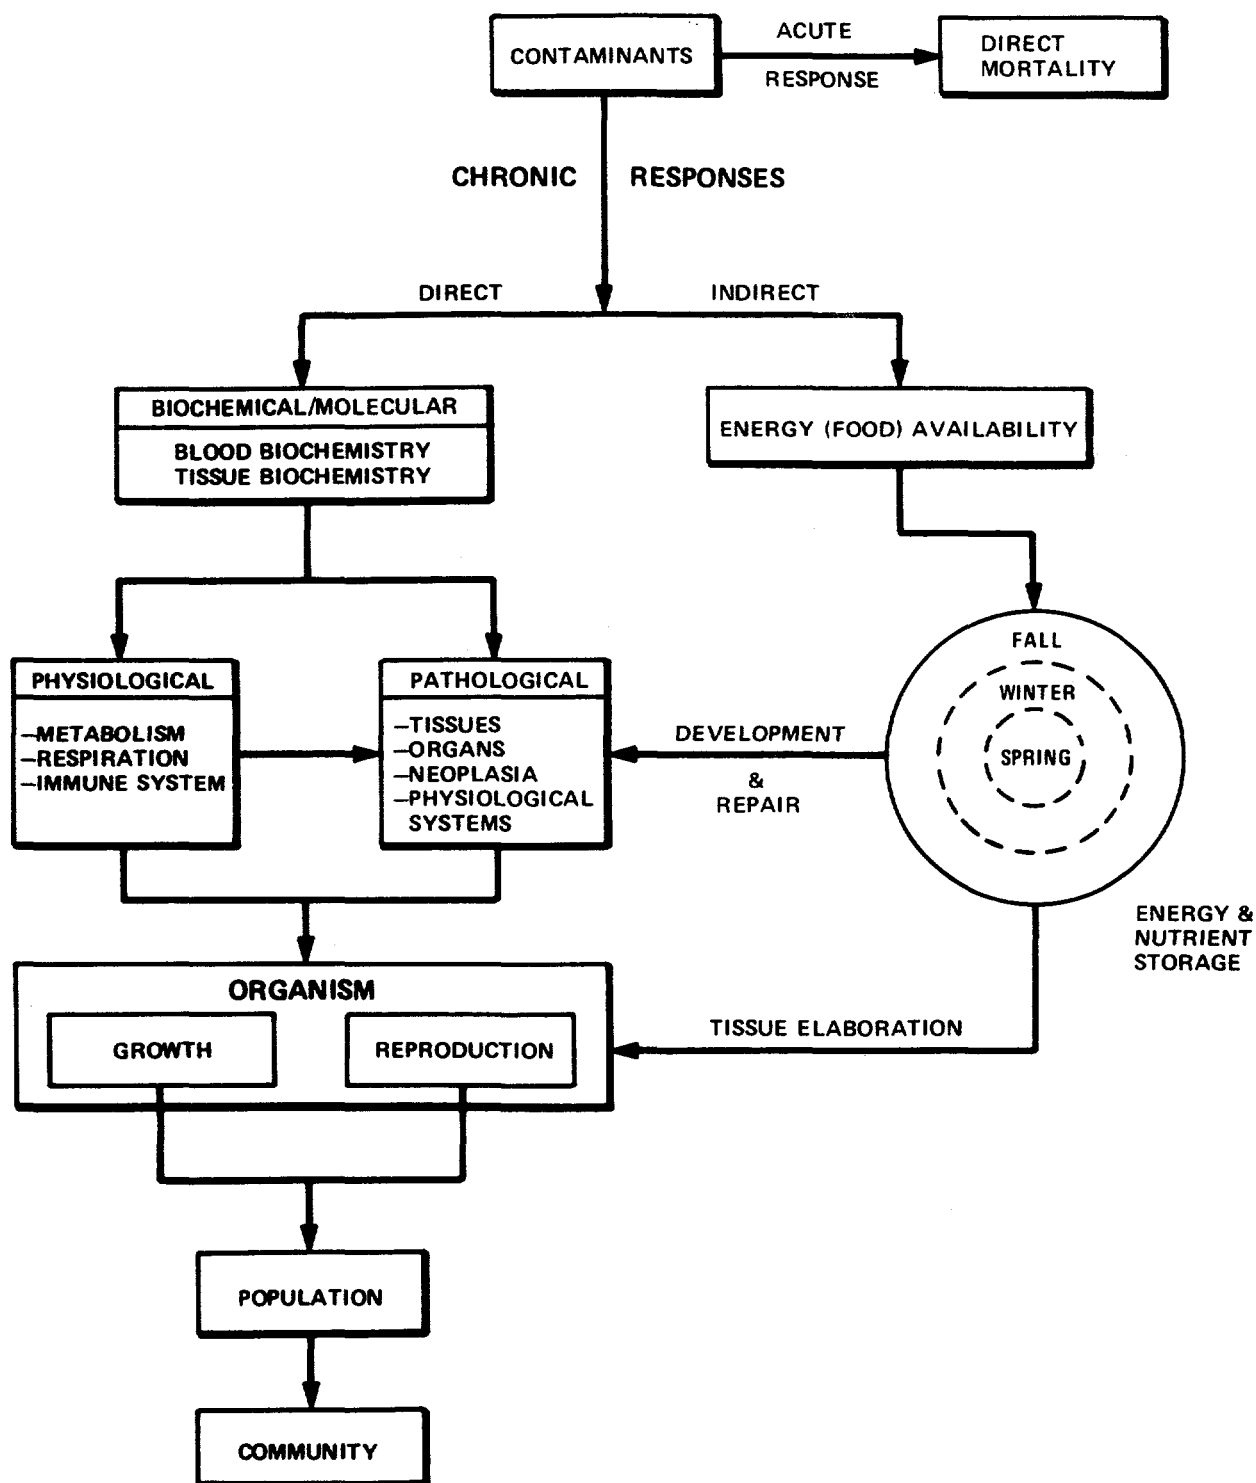 CONTAMINANTS
ACUTE
RESPONSE
DIRECT
MORTALITY
CHRONIC RESPONSES
DIRECT
INDIRECT
BIOCHEMICAL/MOLECULAR
BLOOD BIOCHEMISTRY
TISSUE BIOCHEMISTRY
ENERGY (FOOD) AVAILABILITY
PHYSIOLOGICAL
–METABOLISM
–RESPIRATION
–IMMUNE SYSTEM
PATHOLOGICAL
–TISSUES
–ORGANS
–NEOPLASIA
–PHYSIOLOGICAL
SYSTEMS
DEVELOPMENT
&
REPAIR
FALL
WINTER
SPRING
ENERGY &
NUTRIENT
STORAGE
ORGANISM
GROWTH
REPRODUCTION
TISSUE ELABORATION
POPULATION
COMMUNITY